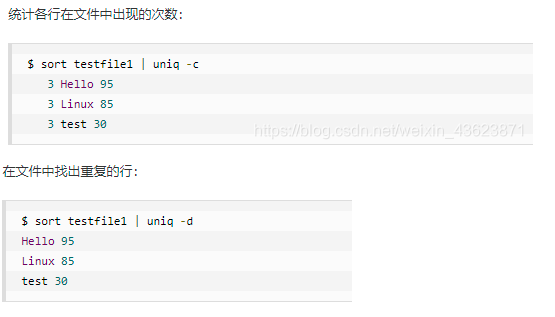 统计各行在文件中出现的次数：
$ sort testfile1 | uniq -c
3 Hello 95
3 Linux 85
3 test 30
https://blog.csdn.net/weixin_43623871
在文件中找出重复的行：
$ sort testfile1 | uniq -d
Hello 95
Linux 85
test 30